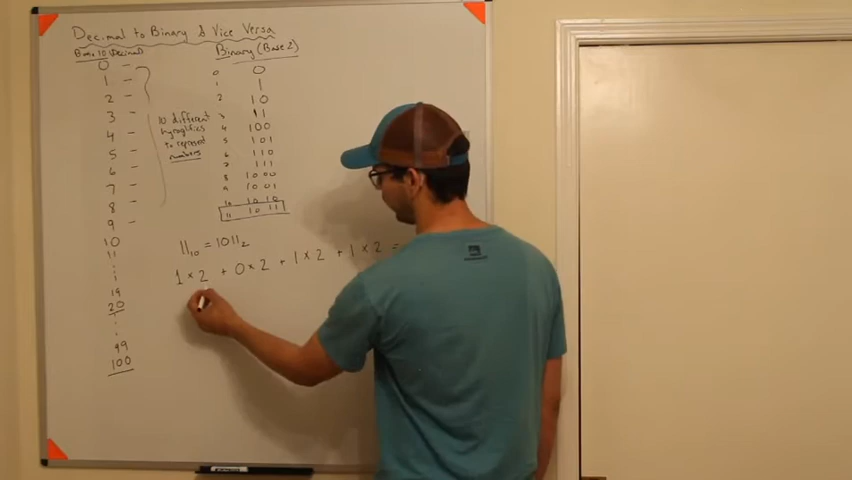 Decimal to Binary & Vice Versa
Base 10 (Decimal)
0 -
1 -
2 -
3 -
4 -
5 -
6 -
7 -
8 -
9 -
10
11
:
i
19
20
:
i
99
100
10 different
hyroglifics
to represent
numbers
Binary (Base 2)
0 0
1 1
2 10
3 11
4 100
5 101
6 110
7 111
8 1000
9 1001
10 1010
11 1011
11₁₀ = 1011₂
1 × 2 + 0 × 2 + 1 × 2 + 1 × 2 =